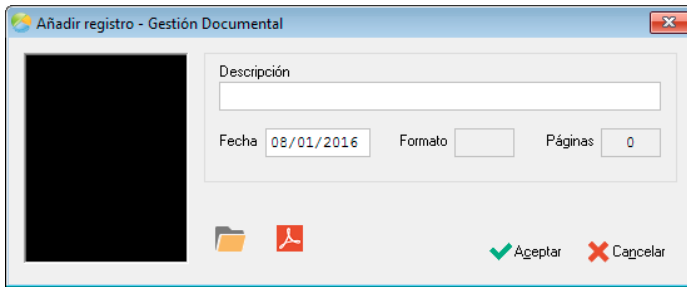 Añadir registro - Gestión Documental
Descripción
Fecha 08/01/2016 Formato Páginas 0
Aceptar Cancelar